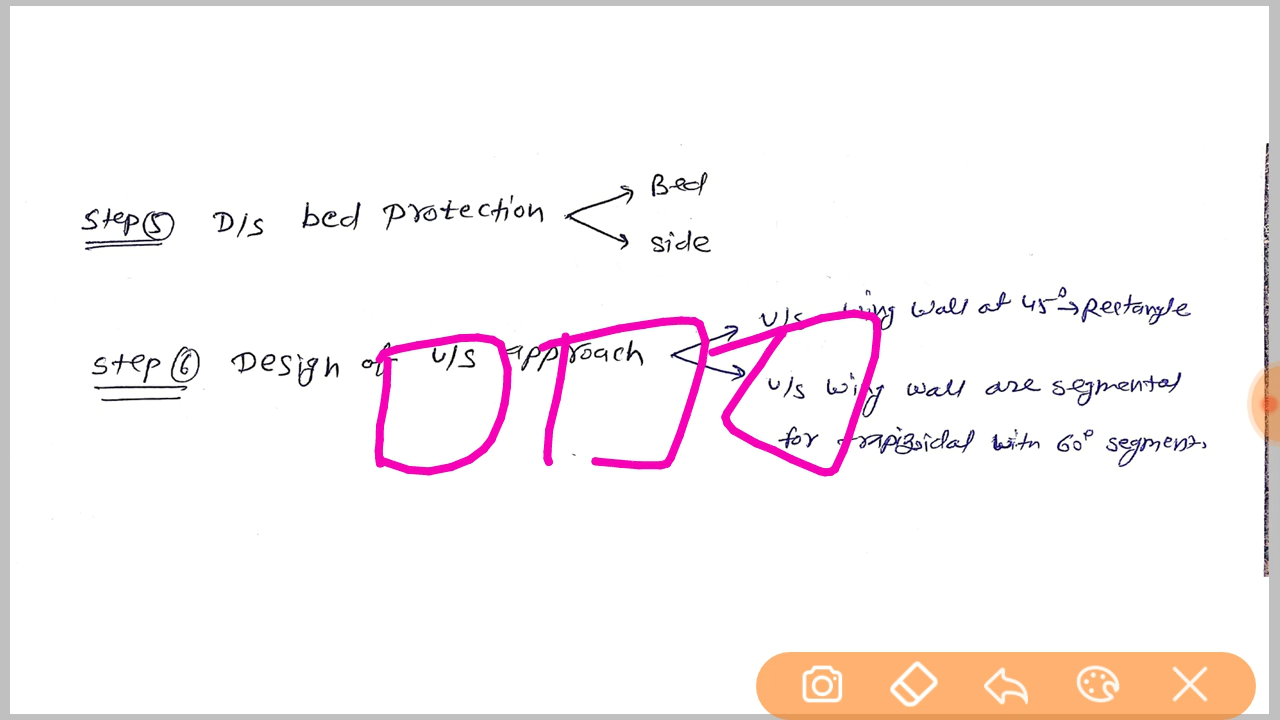 Step ⑤ D/s bed protection
Bed
side
Step ⑥ Design of u/s approach
u/s wing wall at 45° → Rectangle
u/s wing wall are segmental
for trapizoidal with 60° segment.